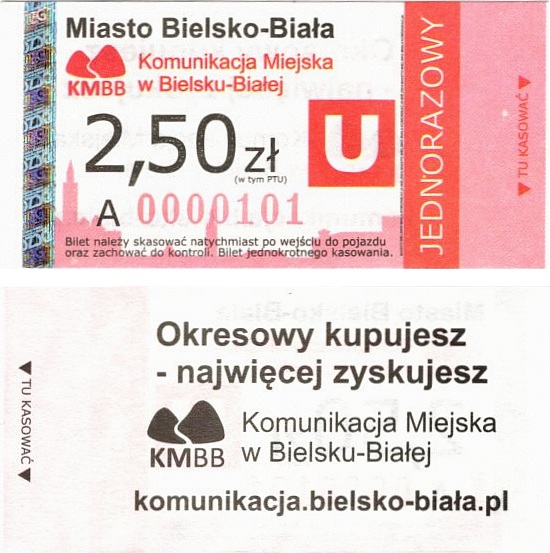 Miasto Bielsko-Biała
KMBB
Komunikacja Miejska
w Bielsku-Białej
2,50 zł
(w tym PTU)
U
A 0000101
Bilet należy skasować natychmiast po wejściu do pojazdu
oraz zachować do kontroli. Bilet jednokrotnego kasowania.
JEDNORAZOWY
TU KASOWAĆ
TU KASOWAĆ
Okresowy kupujesz
- najwięcej zyskujesz
KMBB
Komunikacja Miejska
w Bielsku-Białej
komunikacja.bielsko-biała.pl